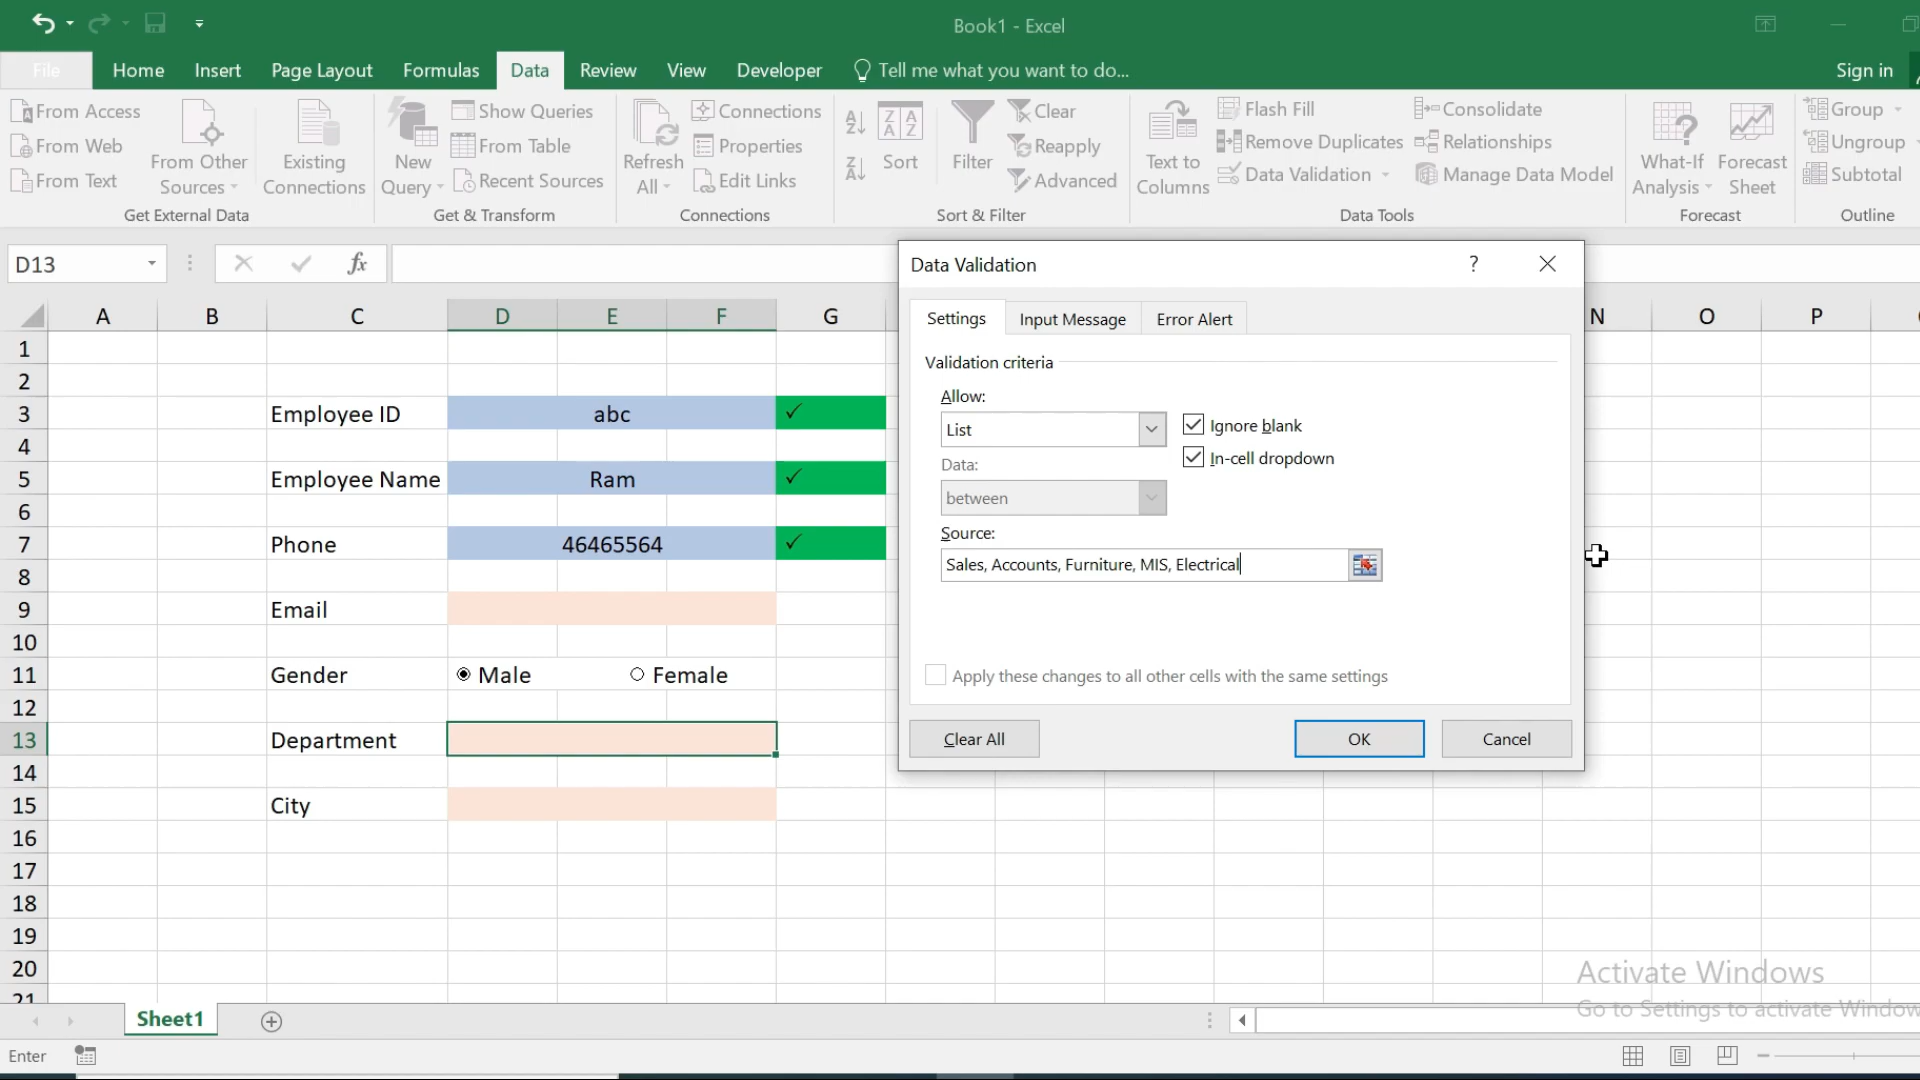 Book1 - Excel
File Home Insert Page Layout Formulas Data Review View Developer Tell me what you want to do... Sign in
From Access
From Web
From Text
From Other
Sources
Existing
Connections
Get External Data
New
Query
Show Queries
From Table
Recent Sources
Get & Transform
Refresh
All
Connections
Properties
Edit Links
Connections
Sort
Filter
Clear
Reapply
Advanced
Sort & Filter
Text to
Columns
Flash Fill
Remove Duplicates
Data Validation
Consolidate
Relationships
Manage Data Model
Data Tools
What-If
Analysis
Forecast
Sheet
Forecast
Group
Ungroup
Subtotal
Outline
D13 fx
A B C D E F G N O P
1
2
3 Employee ID abc ✓
4
5 Employee Name Ram ✓
6
7 Phone 46465564 ✓
8
9 Email
10
11 Gender Male Female
12
13 Department
14
15 City
16
17
18
19
20
21
Data Validation ?
Settings Input Message Error Alert
Validation criteria
Allow:
List
Ignore blank
In-cell dropdown
Data:
between
Source:
Sales, Accounts, Furniture, MIS, Electrical
Apply these changes to all other cells with the same settings
Clear All OK Cancel
Activate Windows
Go to Settings to activate Window
Sheet1
Enter